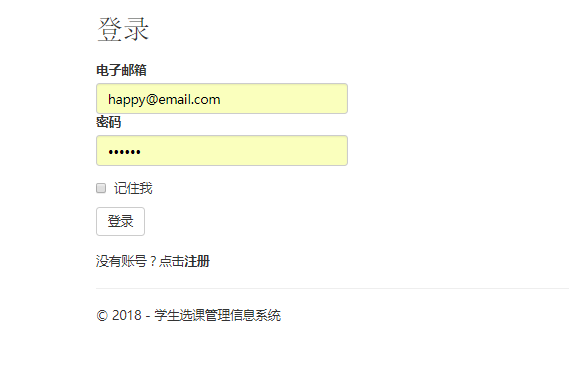 登录
电子邮箱
happy@email.com
密码
••••••
记住我
登录
没有账号？点击注册
© 2018 - 学生选课管理信息系统